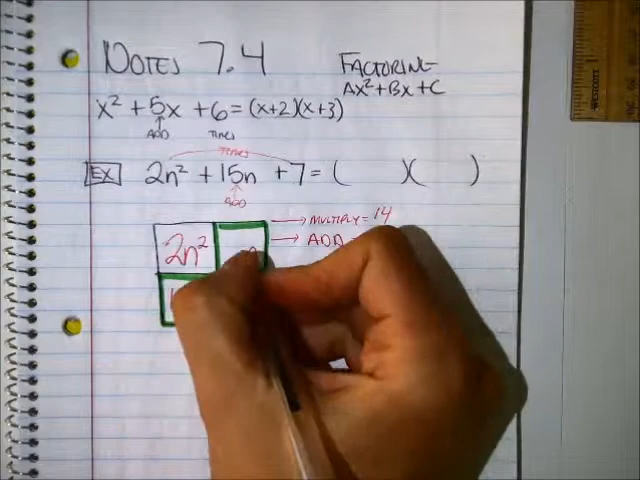 NOTES 7.4
FACTORING
AX² + BX + C
x² + 5x + 6 = (x+2)(x+3)
ADD TIMES
TIMES
EX 2n² + 15n + 7 = ( )( )
ADD
MULTIPLY = 14
2n² ADD
WESTCOTT